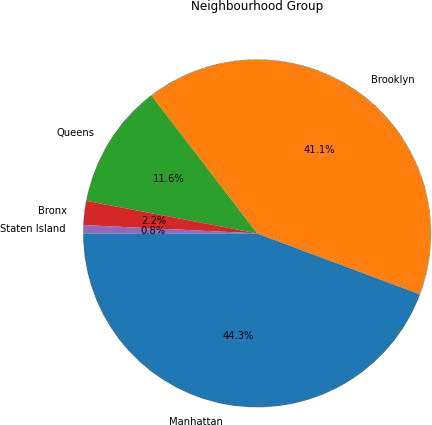 Neighbourhood Group
Brooklyn
41.1%
Queens
11.6%
Bronx
2.2%
Staten Island
0.8%
44.3%
Manhattan